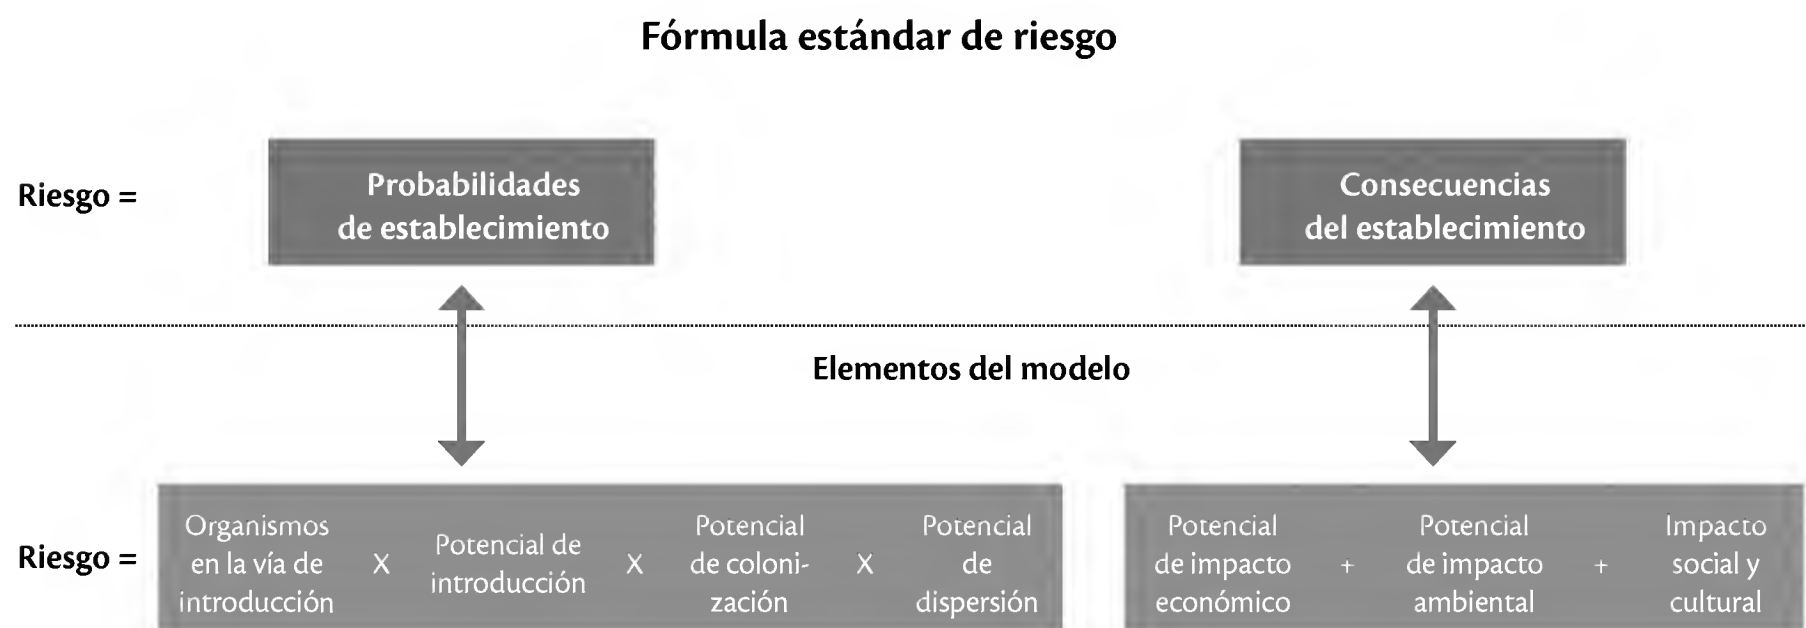 Fórmula estándar de riesgo
Riesgo =
Probabilidades
de establecimiento
Consecuencias
del establecimiento
Elementos del modelo
Riesgo =
Organismos
en la vía de
introducción
X
Potencial de
introducción
X
Potencial
de coloni-
zación
X
Potencial
de
dispersión
Potencial
de impacto
económico
+
Potencial
de impacto
ambiental
+
Impacto
social y
cultural